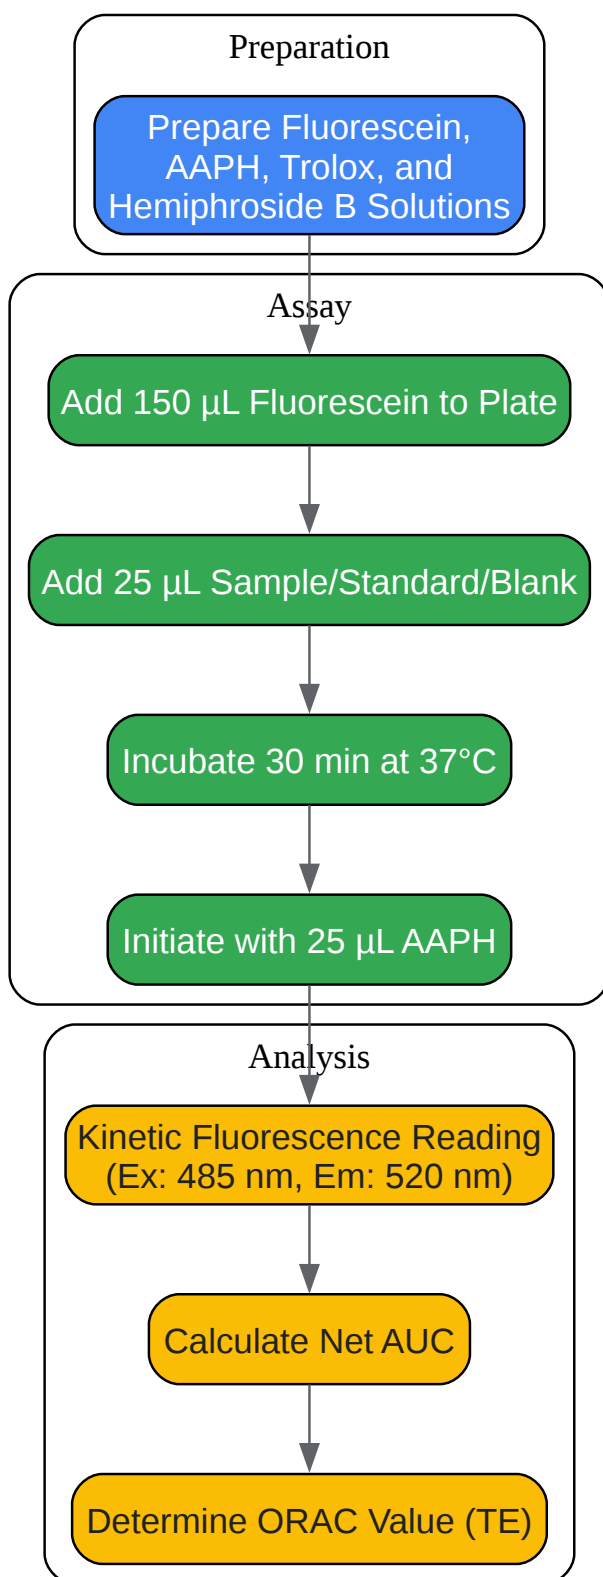 Preparation
Prepare Fluorescein,
AAPH, Trolox, and
Hemiphroside B Solutions
Assay
Add 150 µL Fluorescein to Plate
Add 25 µL Sample/Standard/Blank
Incubate 30 min at 37°C
Initiate with 25 µL AAPH
Analysis
Kinetic Fluorescence Reading
(Ex: 485 nm, Em: 520 nm)
Calculate Net AUC
Determine ORAC Value (TE)